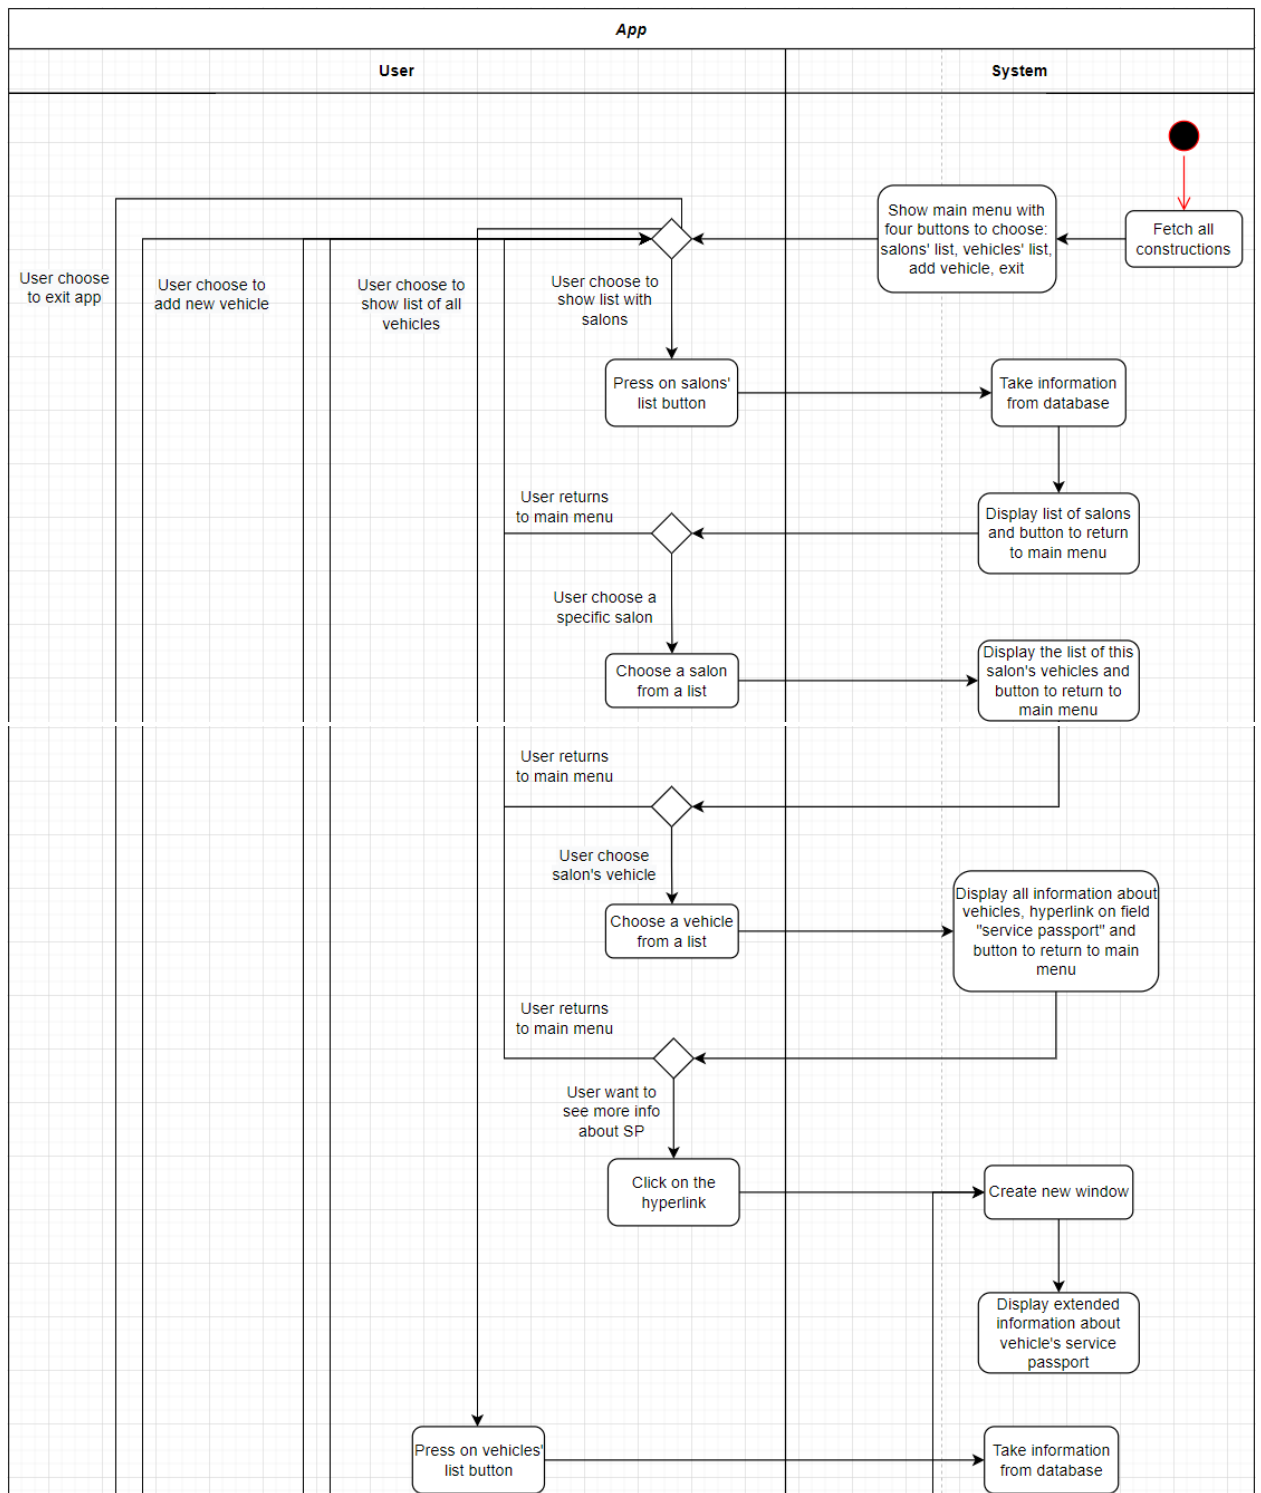 App
User
System
Show main menu with
four buttons to choose:
salons' list, vehicles' list,
add vehicle, exit
Fetch all
constructions
User choose
to exit app
User choose to
add new vehicle
User choose to
show list of all
vehicles
User choose to
show list with
salons
Press on salons'
list button
Take information
from database
User returns
to main menu
Display list of salons
and button to return
to main menu
User choose a
specific salon
Choose a salon
from a list
Display the list of this
salon's vehicles and
button to return to
main menu
User returns
to main menu
User choose
salon's vehicle
Choose a vehicle
from a list
Display all information about
vehicles, hyperlink on field
"service passport" and
button to return to main
menu
User returns
to main menu
User want to
see more info
about SP
Click on the
hyperlink
Create new window
Display extended
information about
vehicle's service
passport
Press on vehicles'
list button
Take information
from database